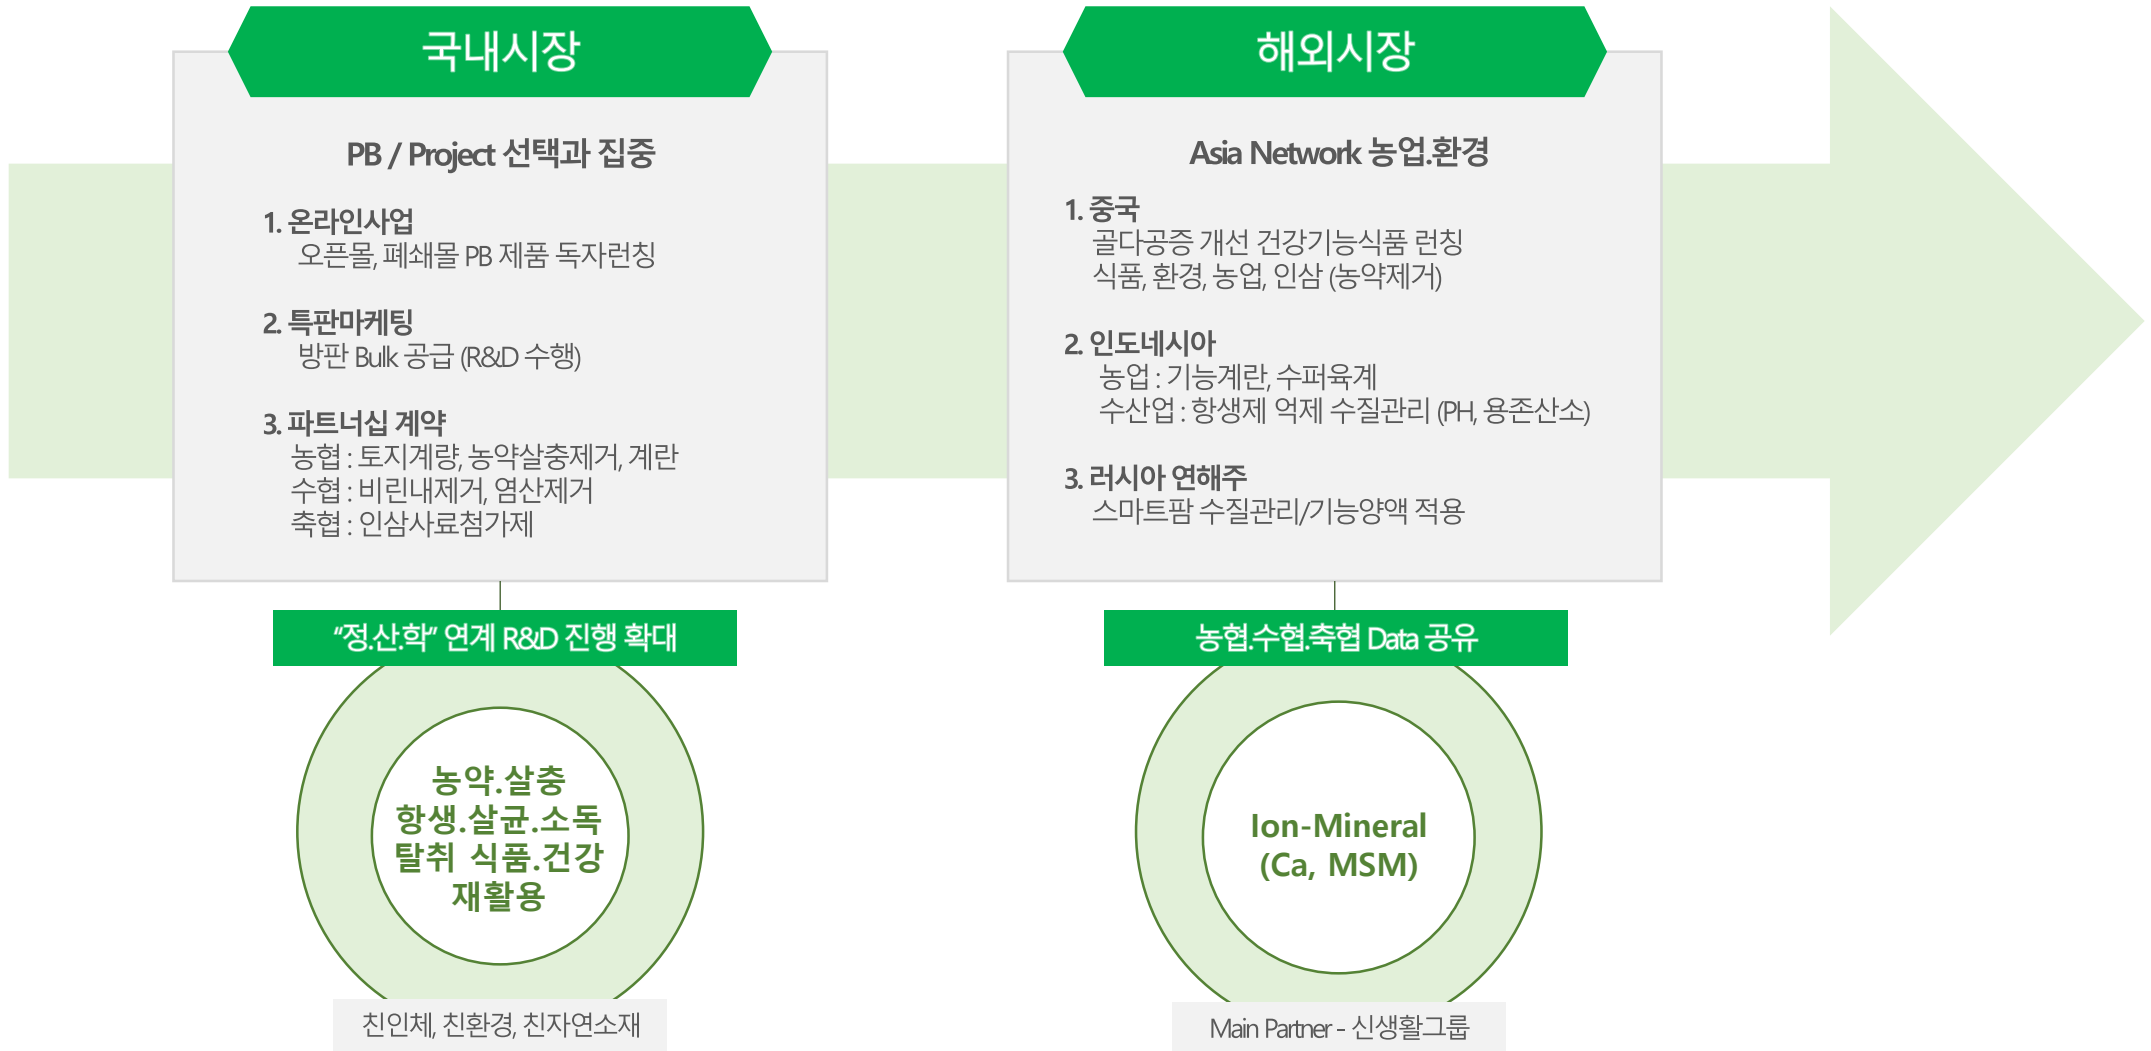 국내시장
PB / Project 선택과 집중
1. 온라인사업
오픈몰, 폐쇄몰 PB 제품 독자런칭
2. 특판마케팅
방판 Bulk 공급 (R&D 수행)
3. 파트너십 계약
농협 : 토지계량, 농약살충제거, 계란
수협 : 비린내제거, 염산제거
축협 : 인삼사료첨가제
“정.산.학” 연계 R&D 진행 확대
농약.살충
항생.살균.소독
탈취 식품.건강
재활용
친인체, 친환경, 친자연소재
해외시장
Asia Network 농업.환경
1. 중국
골다공증 개선 건강기능식품 런칭
식품, 환경, 농업, 인삼 (농약제거)
2. 인도네시아
농업 : 기능계란, 수퍼육계
수산업 : 항생제 억제 수질관리 (PH, 용존산소)
3. 러시아 연해주
스마트팜 수질관리/기능양액 적용
농협.수협.축협 Data 공유
Ion-Mineral
(Ca, MSM)
Main Partner - 신생활그룹